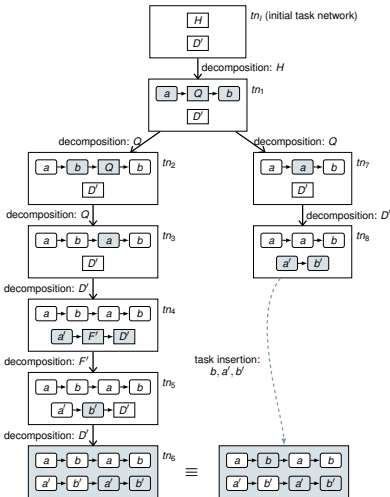 H
tn_I (initial task network)
D′
decomposition: H
a Q b
tn_1
D′
decomposition: Q
decomposition: Q
a b Q b
tn_2
D′
a a b
tn_7
D′
decomposition: Q
decomposition: D′
a b a b
tn_3
D′
a a b
tn_8
a′ b′
decomposition: D′
a b a b
tn_4
a′ F′ D′
decomposition: F′
task insertion:
b, a′, b′
a b a b
tn_5
a′ b′ D′
decomposition: D′
a b a b
tn_6
a′ b′ a′ b′
≡
a b a b
a′ b′ a′ b′